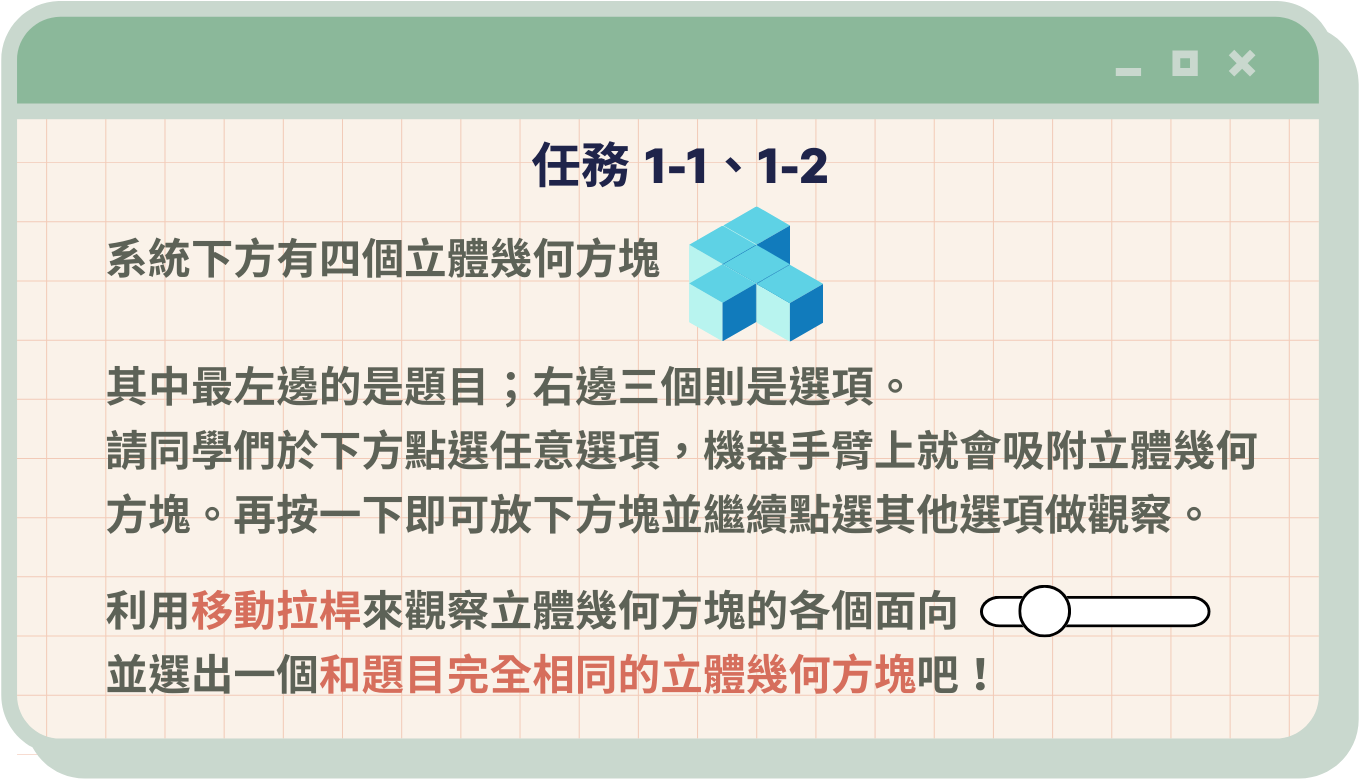 任務 1-1、1-2
系統下方有四個立體幾何方塊
其中最左邊的是題目；右邊三個則是選項。
請同學們於下方點選任意選項，機器手臂上就會吸附立體幾何
方塊。再按一下即可放下方塊並繼續點選其他選項做觀察。
利用移動拉桿來觀察立體幾何方塊的各個面向
並選出一個和題目完全相同的立體幾何方塊吧！